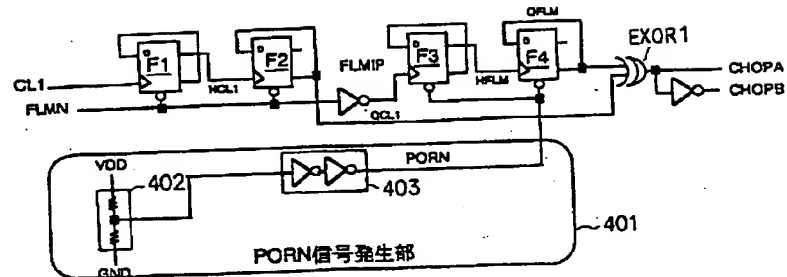 QFLM
EXOR1
F1
F2
FLMIP
F3
F4
CL1
HCL1
HFLM
CHOPA
FLMN
QCL1
CHOPB
VDD
402
PORN
403
401
GND
PORN信号発生部